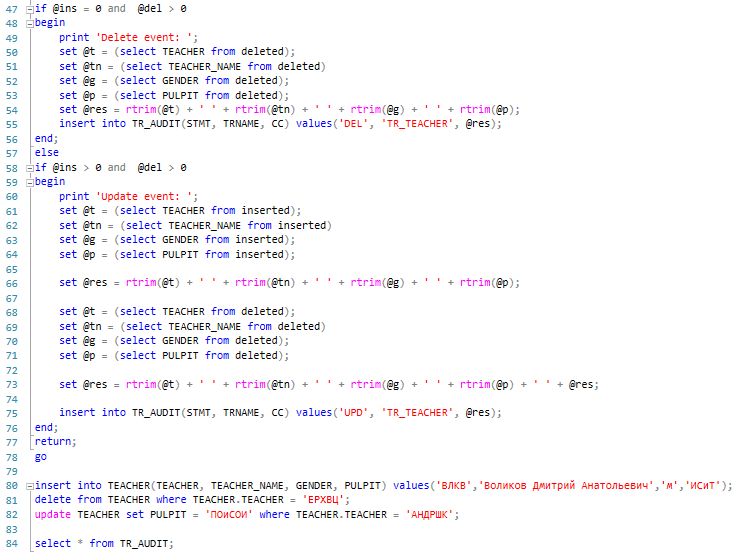 47 if @ins = 0 and  @del > 0
48 begin
49     print 'Delete event: ';
50     set @t = (select TEACHER from deleted);
51     set @tn = (select TEACHER_NAME from deleted)
52     set @g = (select GENDER from deleted);
53     set @p = (select PULPIT from deleted);
54     set @res = rtrim(@t) + ' ' + rtrim(@tn) + ' ' + rtrim(@g) + ' ' + rtrim(@p);
55     insert into TR_AUDIT(STMT, TRNAME, CC) values('DEL', 'TR_TEACHER', @res);
56 end;
57 else
58 if @ins > 0 and  @del > 0
59 begin
60     print 'Update event: ';
61     set @t = (select TEACHER from inserted);
62     set @tn = (select TEACHER_NAME from inserted)
63     set @g = (select GENDER from inserted);
64     set @p = (select PULPIT from inserted);
65
66     set @res = rtrim(@t) + ' ' + rtrim(@tn) + ' ' + rtrim(@g) + ' ' + rtrim(@p);
67
68     set @t = (select TEACHER from deleted);
69     set @tn = (select TEACHER_NAME from deleted)
70     set @g = (select GENDER from deleted);
71     set @p = (select PULPIT from deleted);
72
73     set @res = rtrim(@t) + ' ' + rtrim(@tn) + ' ' + rtrim(@g) + ' ' + rtrim(@p) + ' ' + @res;
74
75     insert into TR_AUDIT(STMT, TRNAME, CC) values('UPD', 'TR_TEACHER', @res);
76 end;
77 return;
78 go
79
80 insert into TEACHER(TEACHER, TEACHER_NAME, GENDER, PULPIT) values('ВЛКВ','Воликов Дмитрий Анатольевич','м','ИСиТ');
81 delete from TEACHER where TEACHER.TEACHER = 'ЕРХВЦ';
82 update TEACHER set PULPIT = 'ПОиСОИ' where TEACHER.TEACHER = 'АНДРШК';
83
84 select * from TR_AUDIT;